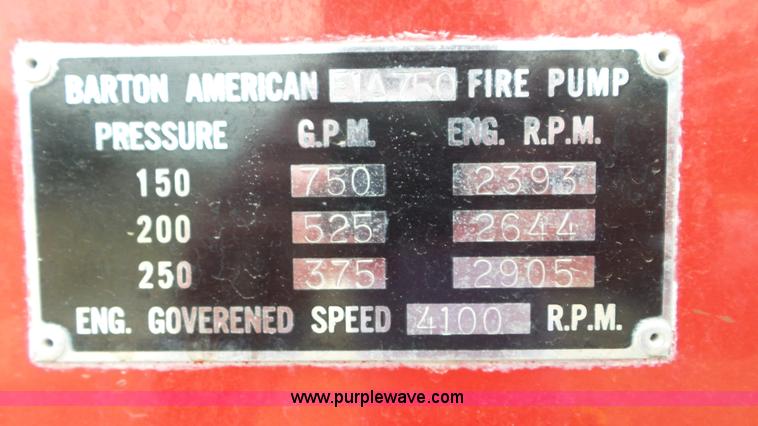 BARTON AMERICAN 750 FIRE PUMP
PRESSURE G.P.M. ENG. R.P.M.
150 750 2393
200 525 2644
250 375 2905
ENG. GOVERENED SPEED 4100 R.P.M.
www.purplewave.com